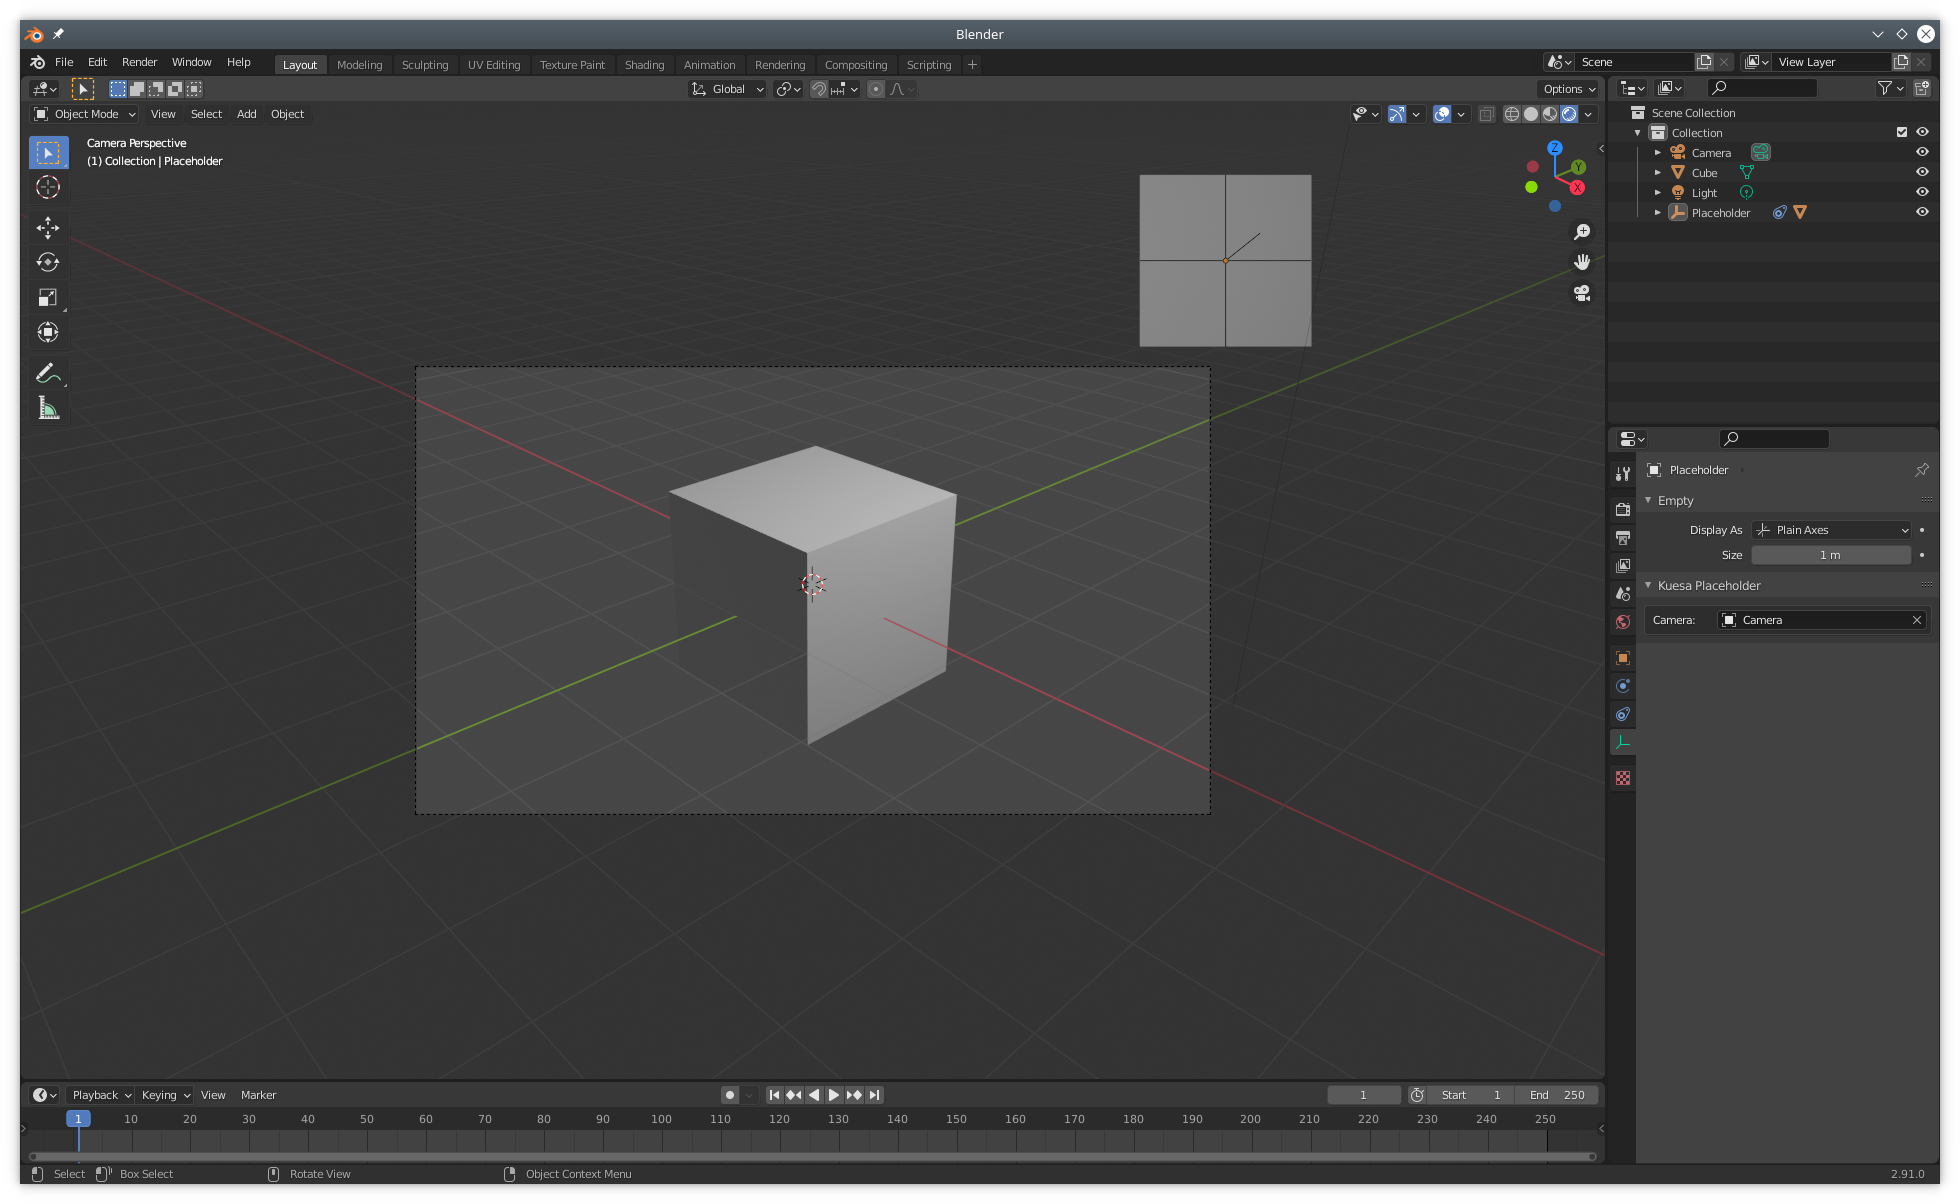 Blender
File Edit Render Window Help Layout Modeling Sculpting UV Editing Texture Paint Shading Animation Rendering Compositing Scripting + Scene View Layer
Global Options
Object Mode View Select Add Object
Camera Perspective
(1) Collection | Placeholder
Z
Y
X
Scene Collection
Collection
Camera
Cube
Light
Placeholder
Placeholder
Empty
Display As Plain Axes
Size 1 m
Kuesa Placeholder
Camera: Camera
Playback Keying View Marker 1 Start 1 End 250
1 10 20 30 40 50 60 70 80 90 100 110 120 130 140 150 160 170 180 190 200 210 220 230 240 250
Select Box Select Rotate View Object Context Menu 2.91.0